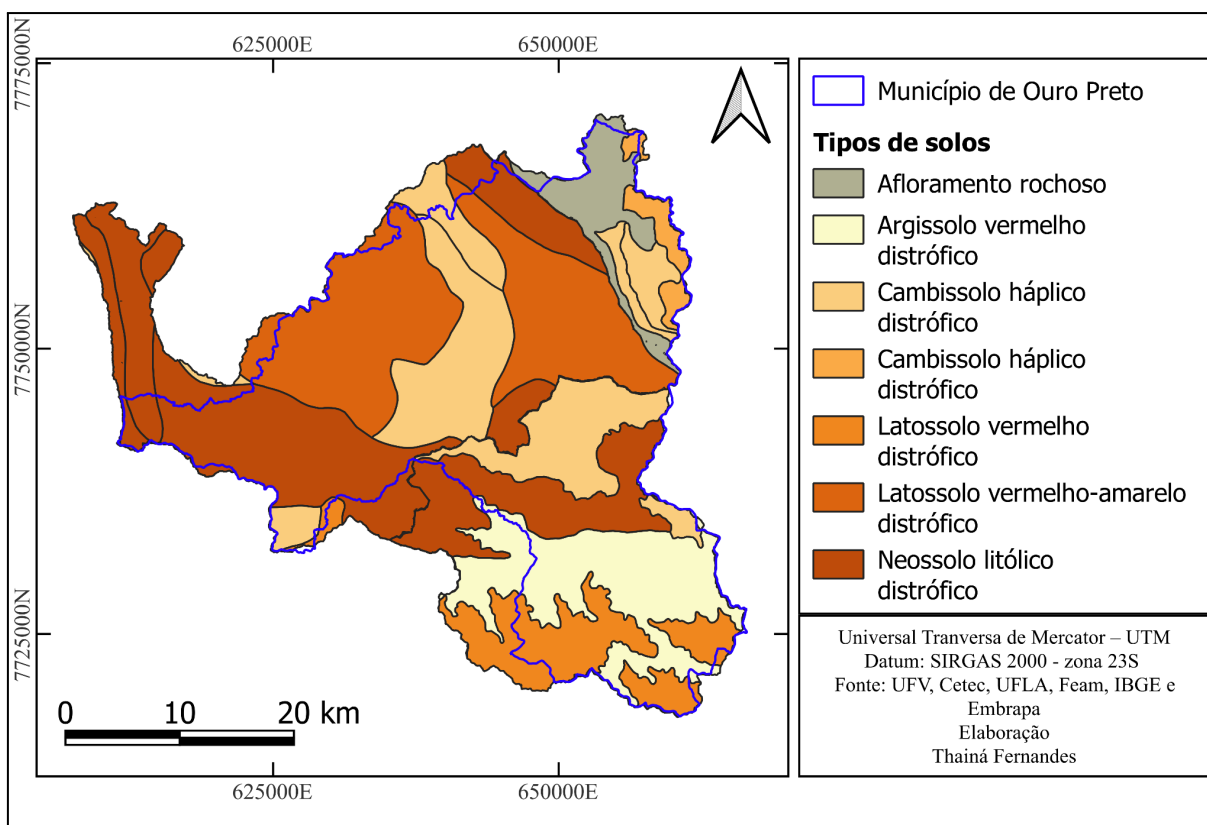 625000E
650000E
7775000N
7750000N
7725000N
0
10
20 km
625000E
650000E
Município de Ouro Preto
Tipos de solos
Afloramento rochoso
Argissolo vermelho
distrófico
Cambissolo háplico
distrófico
Cambissolo háplico
distrófico
Latossolo vermelho
distrófico
Latossolo vermelho-amarelo
distrófico
Neossolo litólico
distrófico
Universal Tranversa de Mercator – UTM
Datum: SIRGAS 2000 - zona 23S
Fonte: UFV, Cetec, UFLA, Feam, IBGE e
Embrapa
Elaboração
Thainá Fernandes